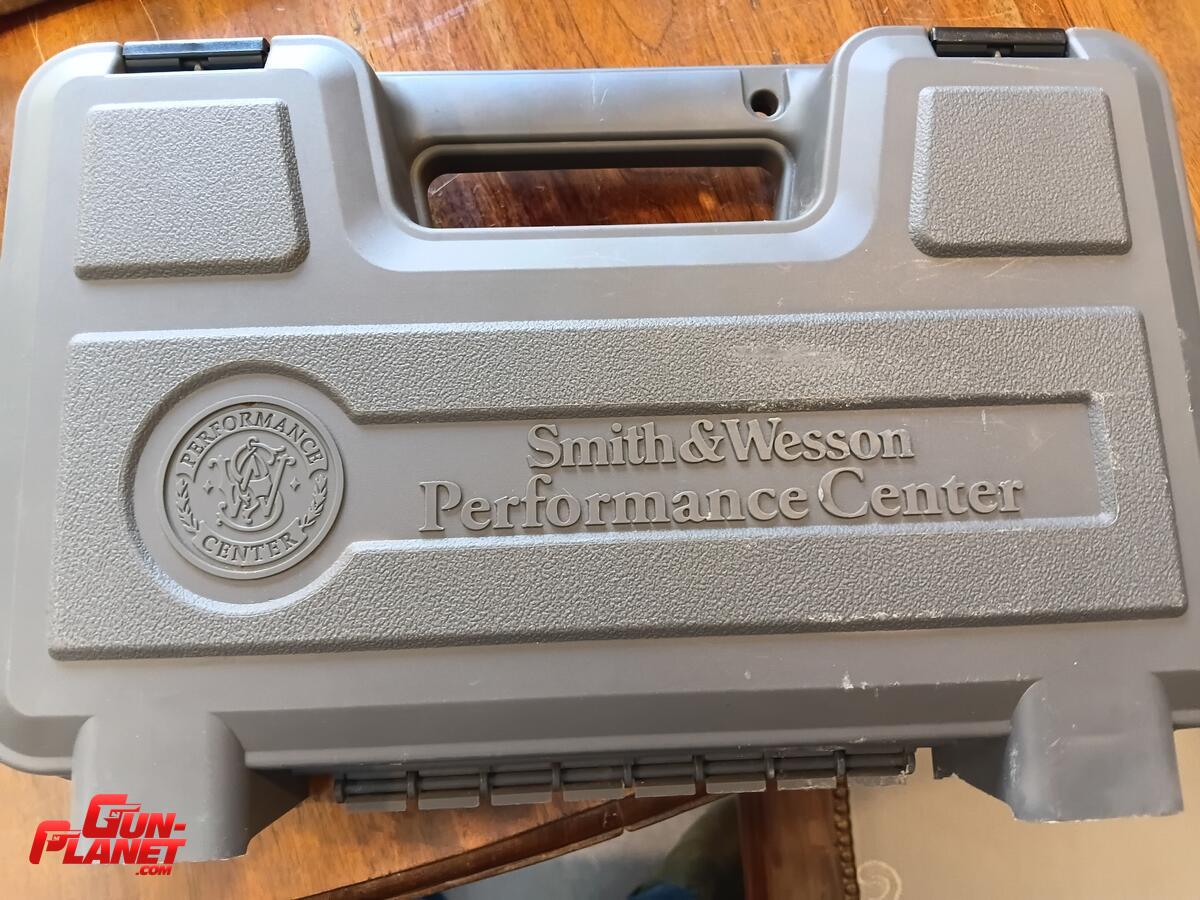 Smith & Wesson
Performance Center
PERFORMANCE
CENTER
GUN-
PLANET
.COM